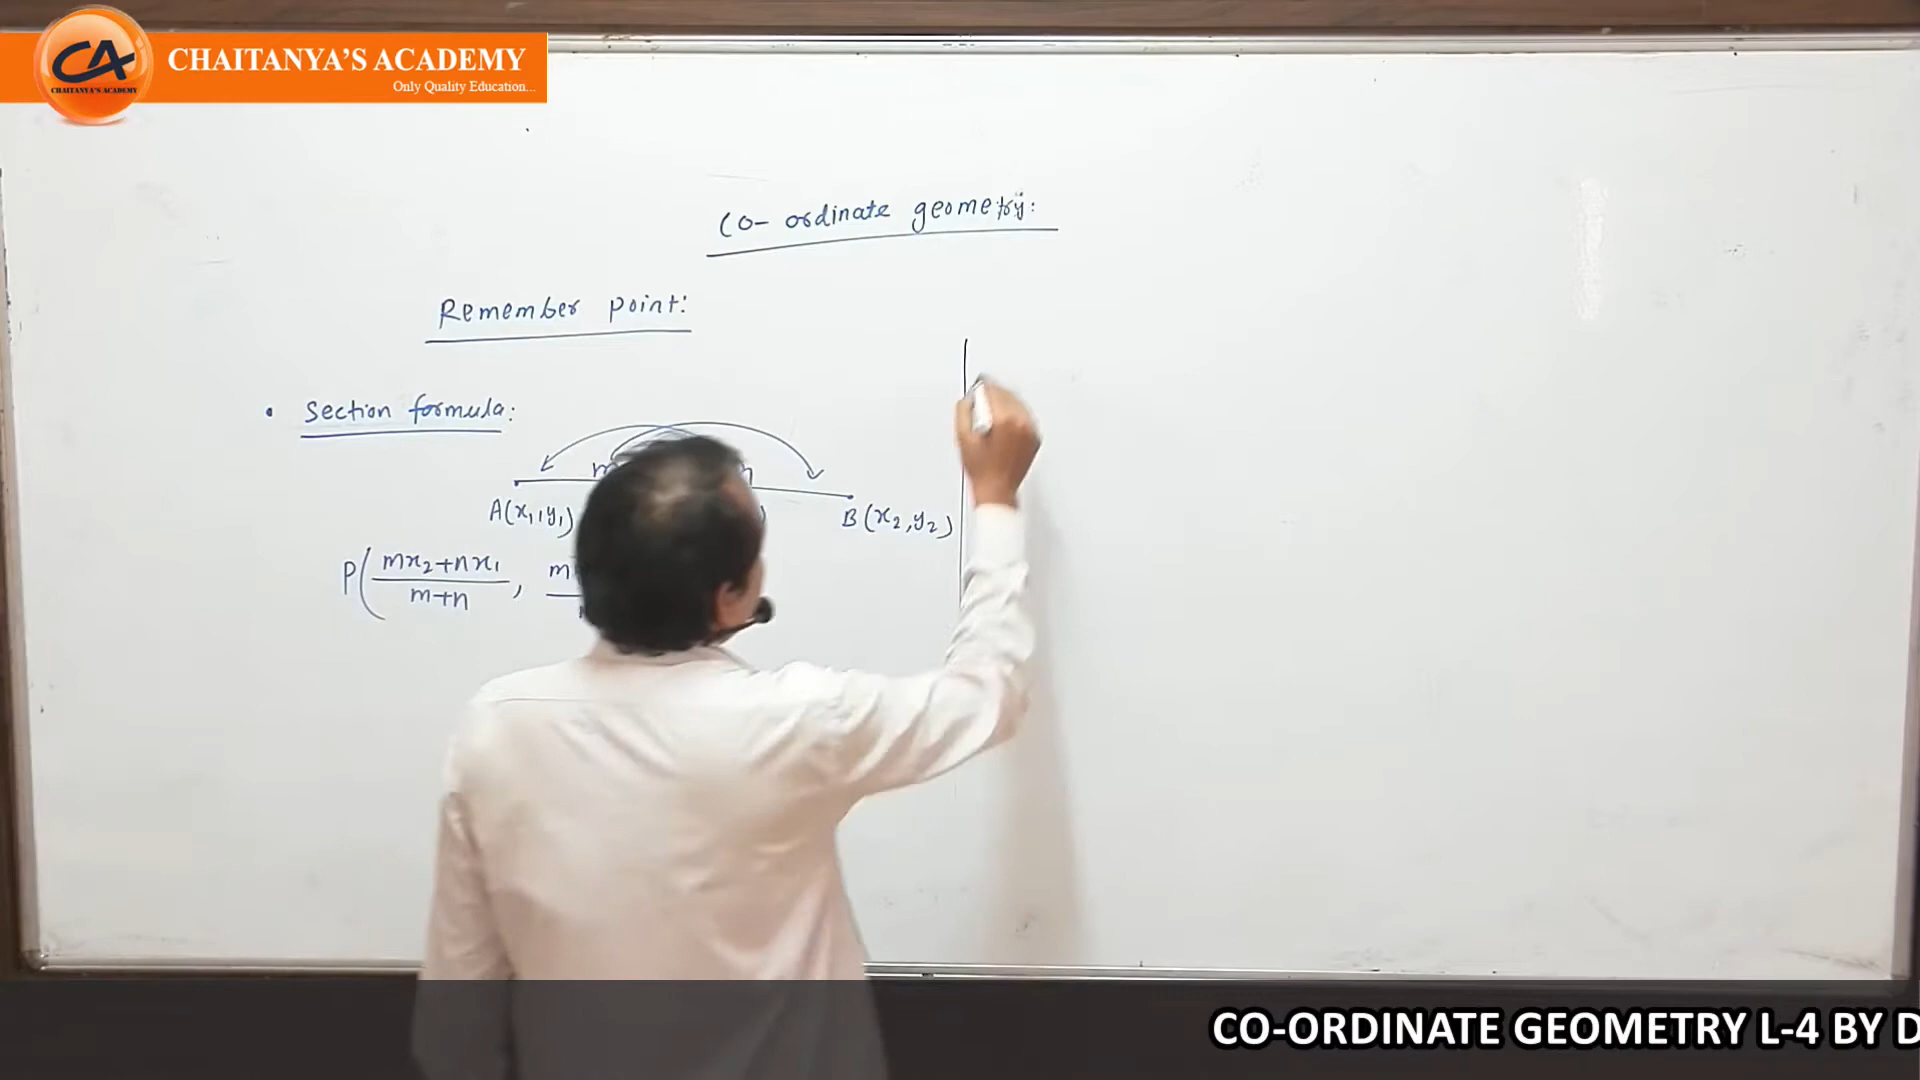 CA
CHAITANYA'S ACADEMY
CHAITANYA'S ACADEMY
Only Quality Education...
Co-ordinate geometry:
Remember point:
• Section formula:
m n
A(x₁,y₁) B(x₂,y₂)
P(mx₂+nx₁/m+n,
CO-ORDINATE GEOMETRY L-4 BY D